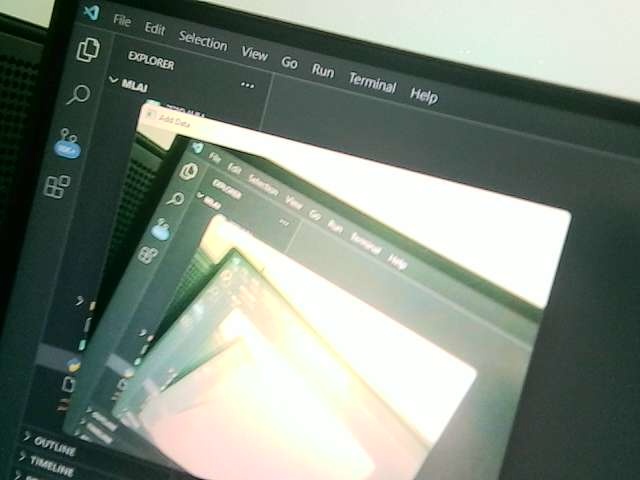 File Edit Selection View Go Run Terminal Help
EXPLORER
MLAI
Add Data
File Edit Selection View Go Run Terminal Help
EXPLORER
MLAI
OUTLINE
TIMELINE